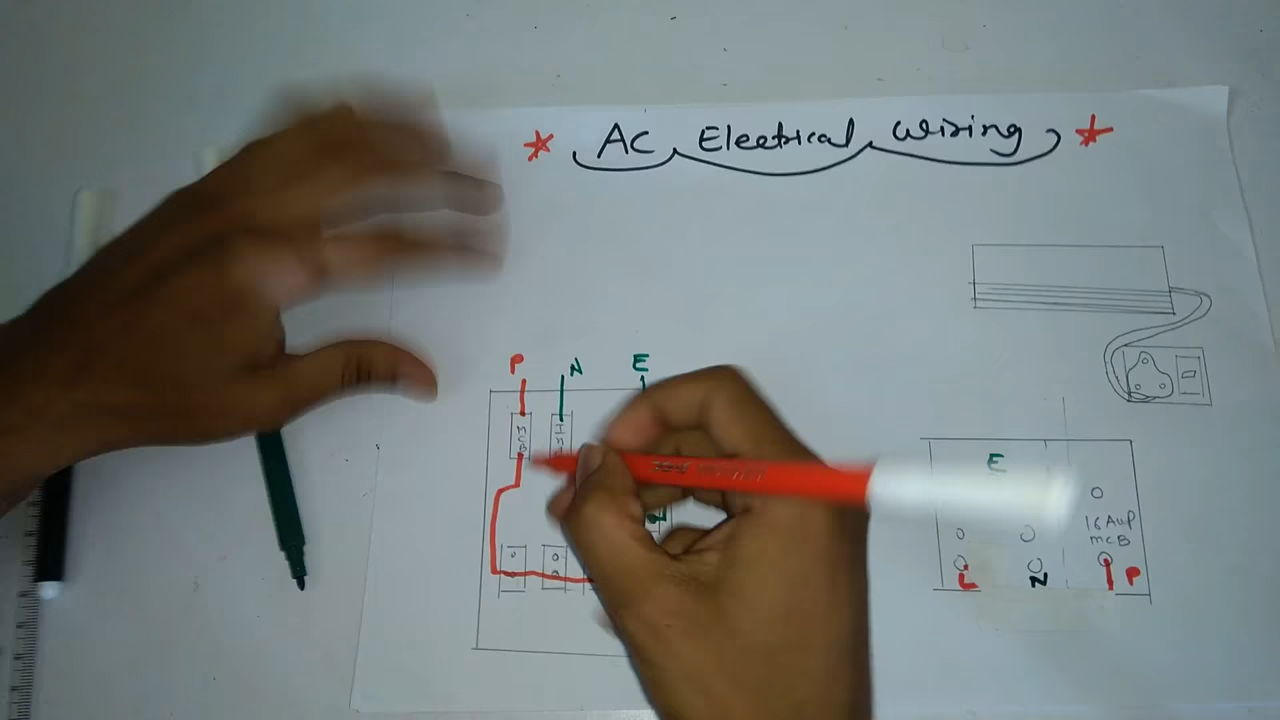 * AC Electrical Wiring *
P N E
MCB
E
16 Amp
MCB
L N P